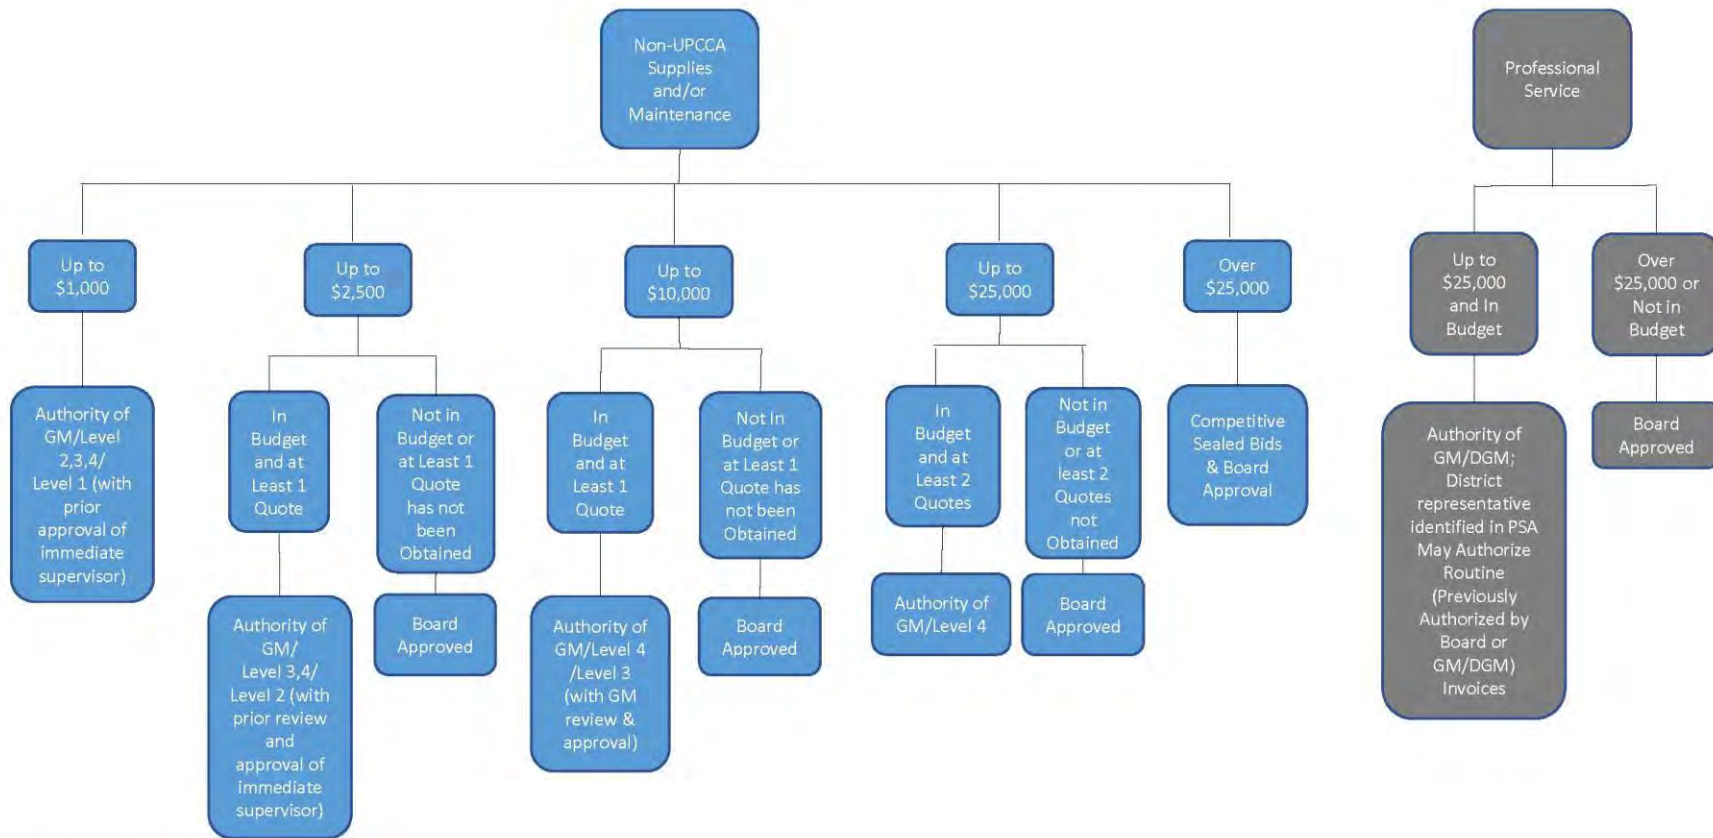 Non-UPCCA
Supplies
and/or
Maintenance
Up to
$1,000
Authority of
GM/Level
2,3,4/
Level 1 (with
prior
approval of
immediate
supervisor)
Up to
$2,500
In
Budget
and at
Least 1
Quote
Authority of
GM/
Level 3,4/
Level 2 (with
prior review
and
approval of
immediate
supervisor)
Not in
Budget or
at Least 1
Quote
has not
been
Obtained
Board
Approved
Up to
$10,000
In
Budget
and at
Least 1
Quote
Authority of
GM/Level 4
/Level 3
(with GM
review &
approval)
Not In
Budget or
at Least 1
Quote has
not been
Obtained
Board
Approved
Up to
$25,000
In
Budget
and at
Least 2
Quotes
Authority of
GM/Level 4
Not in
Budget
or at
least 2
Quotes
not
Obtained
Board
Approved
Over
$25,000
Competitive
Sealed Bids
& Board
Approval
Professional
Service
Up to
$25,000
and In
Budget
Authority of
GM/DGM;
District
representative
identified in PSA
May Authorize
Routine
(Previously
Authorized by
Board or
GM/DGM)
Invoices
Over
$25,000 or
Not in
Budget
Board
Approved